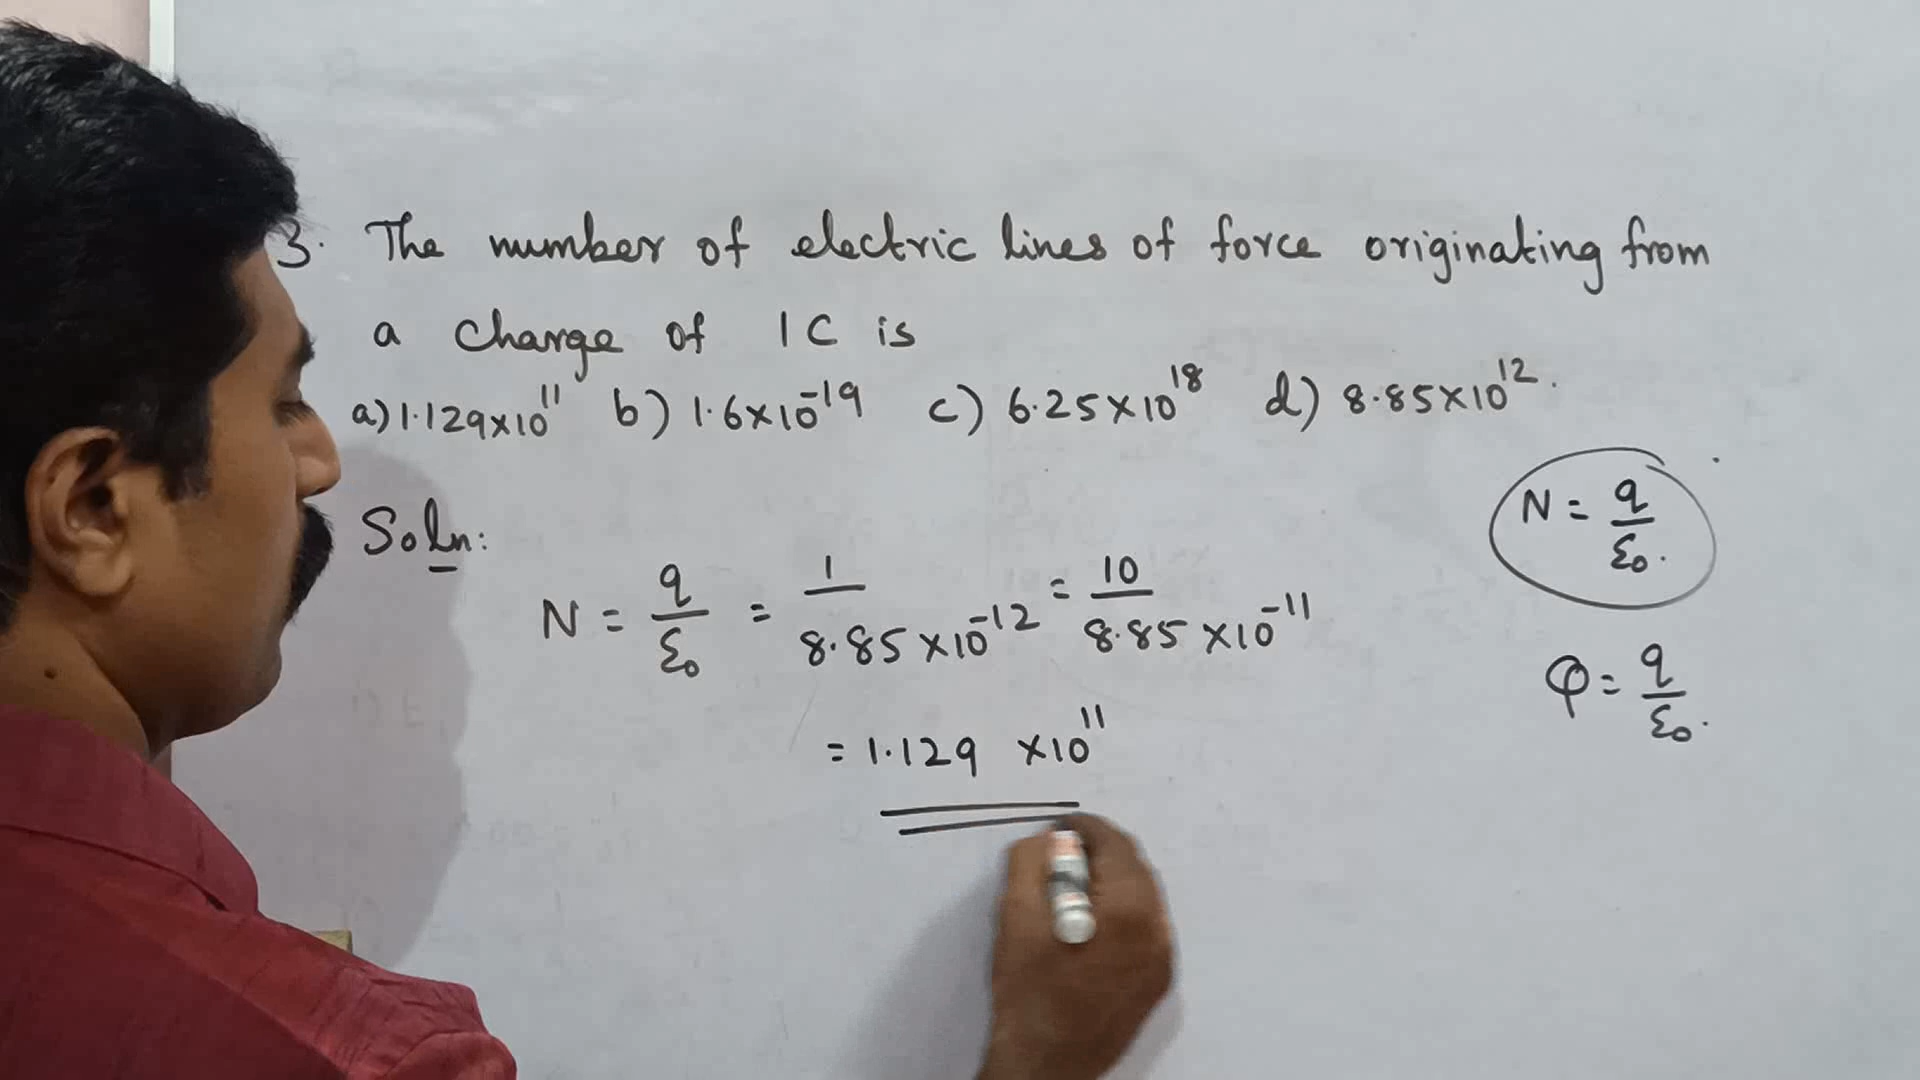 3. The number of electric lines of force originating from
a charge of 1 C is
a) 1.129×10¹¹ b) 1.6×10⁻¹⁹ c) 6.25×10¹⁸ d) 8.85×10¹².
Soln:
N = q/ε₀ = 1/8.85×10⁻¹² = 10/8.85×10⁻¹¹
= 1.129 ×10¹¹
N = q/ε₀.
φ = q/ε₀.